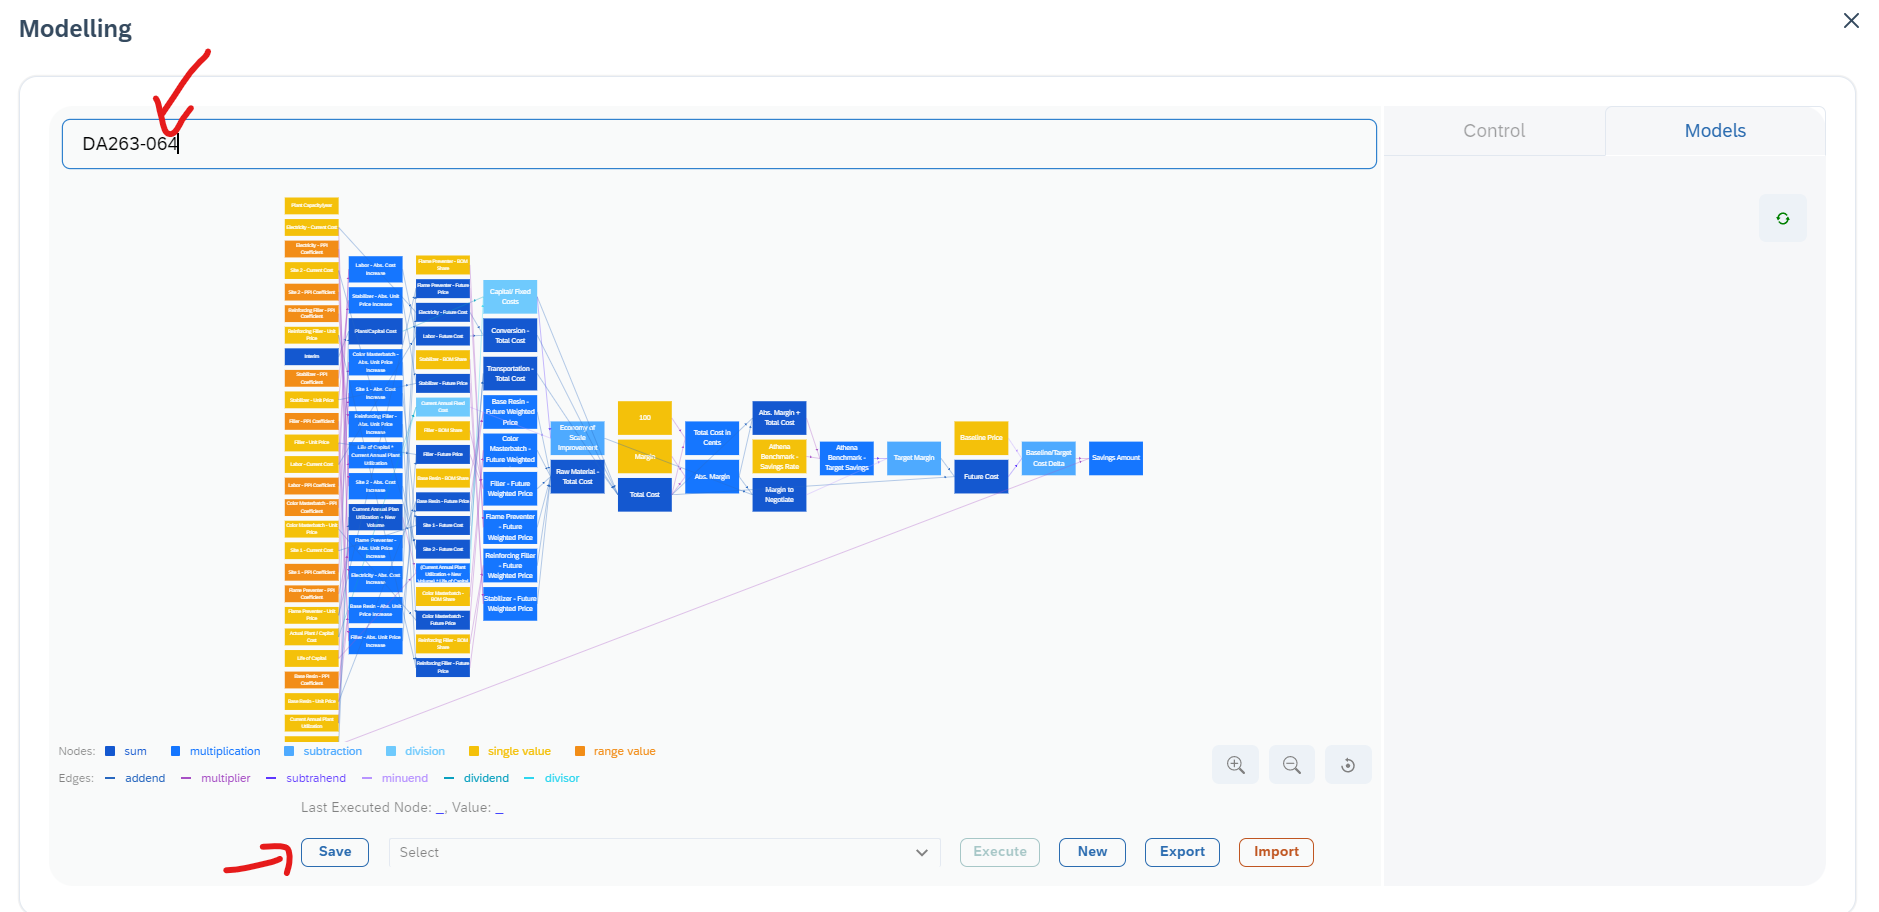 Modelling
DA263-064
Control
Models
Plant Capacity/year
Electricity - Current Cost
Electricity - PPI Coefficient
Site 2 - Current Cost
Site 2 - PPI Coefficient
Reinforcing Filler - PPI Coefficient
Reinforcing Filler - Unit Price
Stabilizer - PPI Coefficient
Stabilizer - Unit Price
Filler - PPI Coefficient
Filler - Unit Price
Labor - Current Cost
Labor - PPI Coefficient
Color Masterbatch - PPI Coefficient
Color Masterbatch - Unit Price
Site 1 - Current Cost
Site 1 - PPI Coefficient
Flame Preventer - PPI Coefficient
Flame Preventer - Unit Price
Annual Plant / Capital Cost
Life of Capital
Base Resin - PPI Coefficient
Base Resin - Unit Price
Current Annual Plant Utilization
Labor - Abs. Cost Increase
Stabilizer - Abs. Unit Price Increase
Plant/Capital Cost
Color Masterbatch - Abs. Unit Price Increase
Site 1 - Abs. Cost Increase
Reinforcing Filler - Abs. Unit Price Increase
Life of Capital * Current Annual Plant Utilization
Site 2 - Abs. Cost Increase
Current Annual Plan Utilization + New Volume
Flame Preventer - Abs. Unit Price Increase
Electricity - Abs. Cost Increase
Base Resin - Abs. Unit Price Increase
Filler - Abs. Unit Price Increase
Flame Preventer - BOM Share
Flame Preventer - Future Price
Electricity - Future Cost
Labor - Future Cost
Stabilizer - BOM Share
Stabilizer - Future Price
Current Annual Fixed Cost
Filler - BOM Share
Filler - Future Price
Base Resin - BOM Share
Base Resin - Future Price
Site 1 - Future Cost
Site 2 - Future Cost
(Current Annual Plant Utilization + New
Color Masterbatch - BOM Share
Color Masterbatch - Future Price
Reinforcing Filler - BOM Share
Reinforcing Filler - Future Price
Capital/ Fixed Costs
Conversion - Total Cost
Transportation - Total Cost
Base Resin - Future Weighted Price
Color Masterbatch - Future Weighted
Filler - Future Weighted Price
Flame Preventer - Future Weighted Price
Reinforcing Filler - Future Weighted Price
Stabilizer - Future Weighted Price
Economy of Scale Improvement
Raw Material - Total Cost
100
Margin
Total Cost
Total Cost in Cents
Abs. Margin
Abs. Margin + Total Cost
Athena Benchmark - Savings Rate
Margin to Negotiate
Athena Benchmark - Target Savings
Target Margin
Baseline Price
Future Cost
Baseline/Target Cost Delta
Savings Amount
Nodes: sum multiplication subtraction division single value range value
Edges: addend multiplier subtrahend minuend dividend divisor
Last Executed Node: _, Value: _
Save
Select
Execute
New
Export
Import